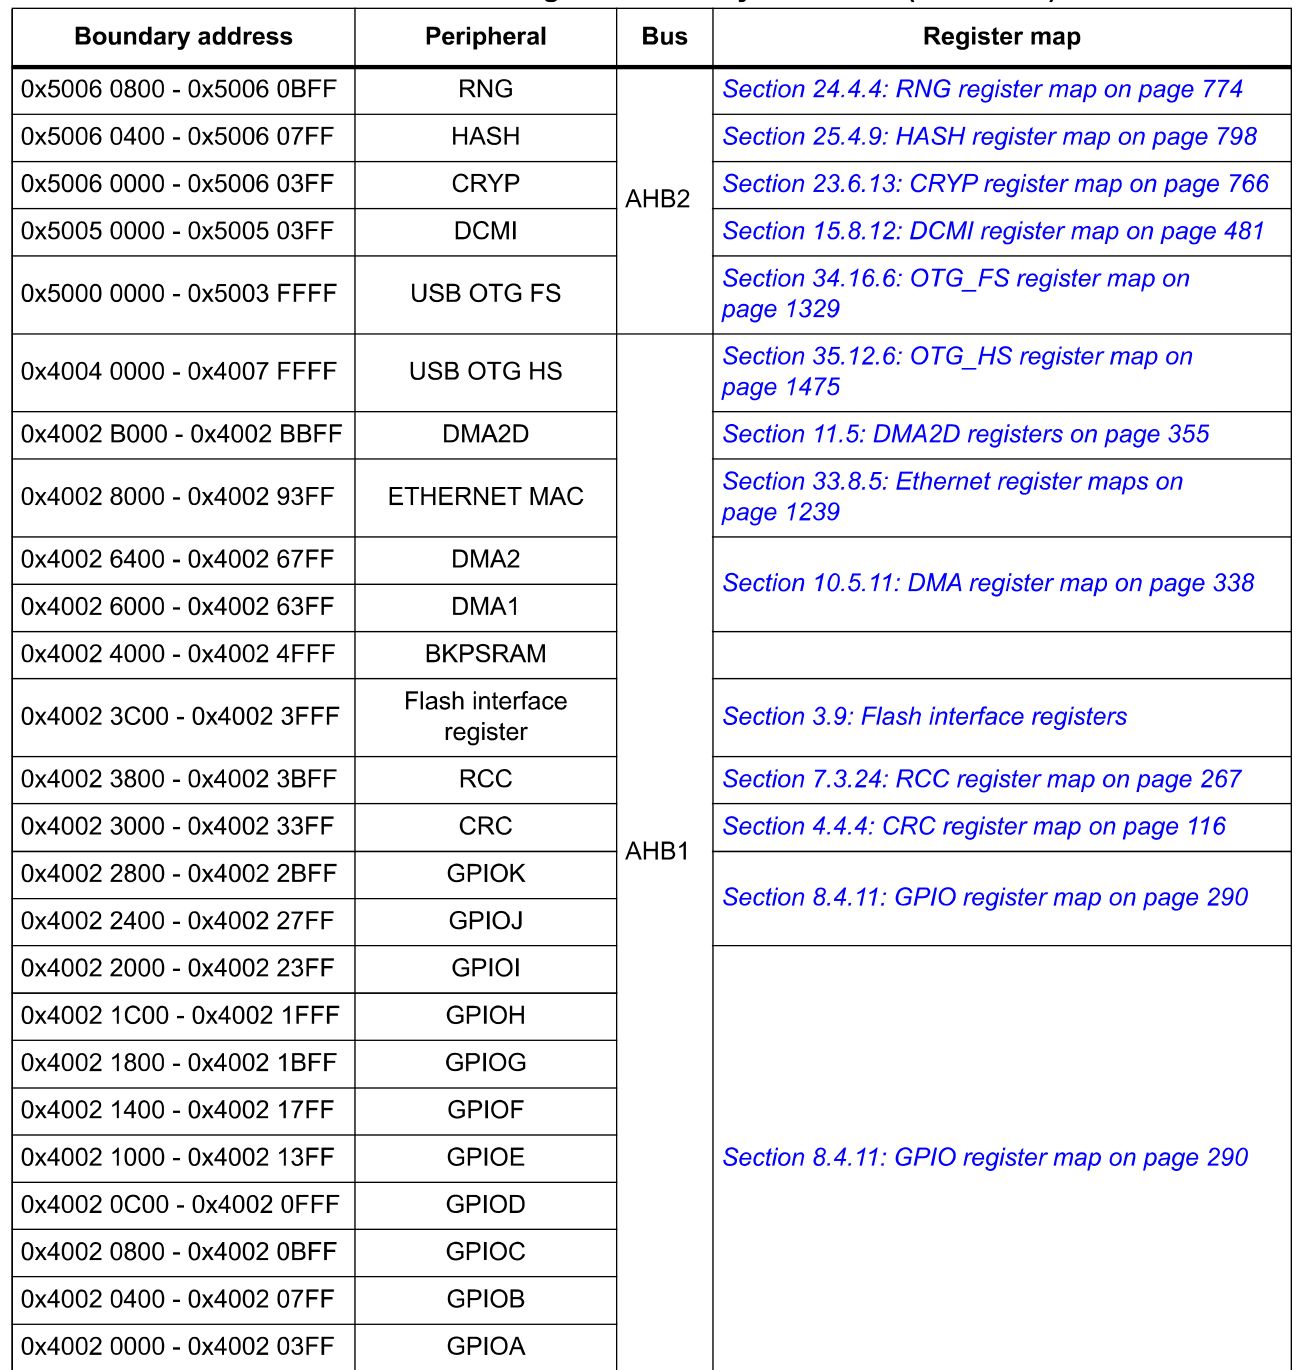 Boundary address Peripheral Bus Register map
0x5006 0800 - 0x5006 0BFF RNG Section 24.4.4: RNG register map on page 774
0x5006 0400 - 0x5006 07FF HASH Section 25.4.9: HASH register map on page 798
0x5006 0000 - 0x5006 03FF CRYP Section 23.6.13: CRYP register map on page 766
AHB2
0x5005 0000 - 0x5005 03FF DCMI Section 15.8.12: DCMI register map on page 481
0x5000 0000 - 0x5003 FFFF USB OTG FS Section 34.16.6: OTG_FS register map on
page 1329
0x4004 0000 - 0x4007 FFFF USB OTG HS Section 35.12.6: OTG_HS register map on
page 1475
0x4002 B000 - 0x4002 BBFF DMA2D Section 11.5: DMA2D registers on page 355
0x4002 8000 - 0x4002 93FF ETHERNET MAC Section 33.8.5: Ethernet register maps on
page 1239
0x4002 6400 - 0x4002 67FF DMA2
Section 10.5.11: DMA register map on page 338
0x4002 6000 - 0x4002 63FF DMA1
0x4002 4000 - 0x4002 4FFF BKPSRAM
0x4002 3C00 - 0x4002 3FFF Flash interface
register Section 3.9: Flash interface registers
0x4002 3800 - 0x4002 3BFF RCC Section 7.3.24: RCC register map on page 267
0x4002 3000 - 0x4002 33FF CRC Section 4.4.4: CRC register map on page 116
AHB1
0x4002 2800 - 0x4002 2BFF GPIOK
Section 8.4.11: GPIO register map on page 290
0x4002 2400 - 0x4002 27FF GPIOJ
0x4002 2000 - 0x4002 23FF GPIOI
0x4002 1C00 - 0x4002 1FFF GPIOH
0x4002 1800 - 0x4002 1BFF GPIOG
0x4002 1400 - 0x4002 17FF GPIOF
0x4002 1000 - 0x4002 13FF GPIOE Section 8.4.11: GPIO register map on page 290
0x4002 0C00 - 0x4002 0FFF GPIOD
0x4002 0800 - 0x4002 0BFF GPIOC
0x4002 0400 - 0x4002 07FF GPIOB
0x4002 0000 - 0x4002 03FF GPIOA